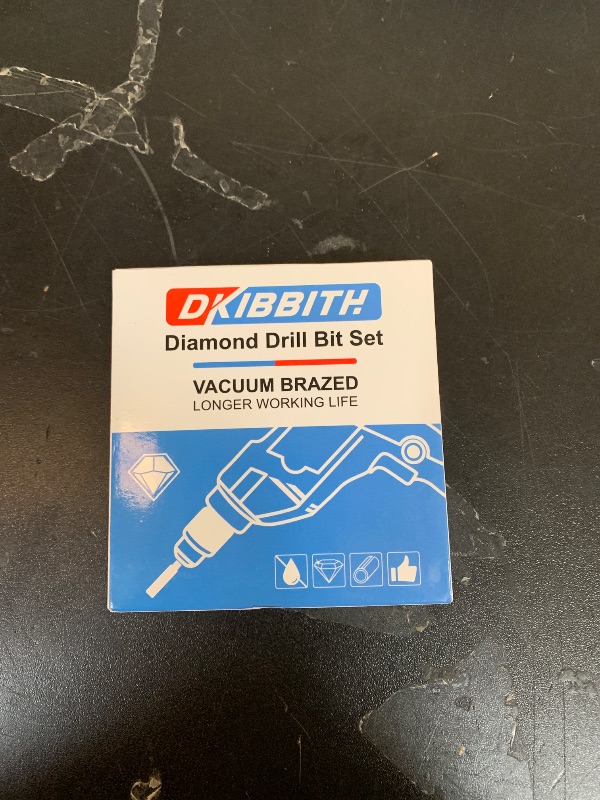 DKIBBITH
Diamond Drill Bit Set
VACUUM BRAZED
LONGER WORKING LIFE